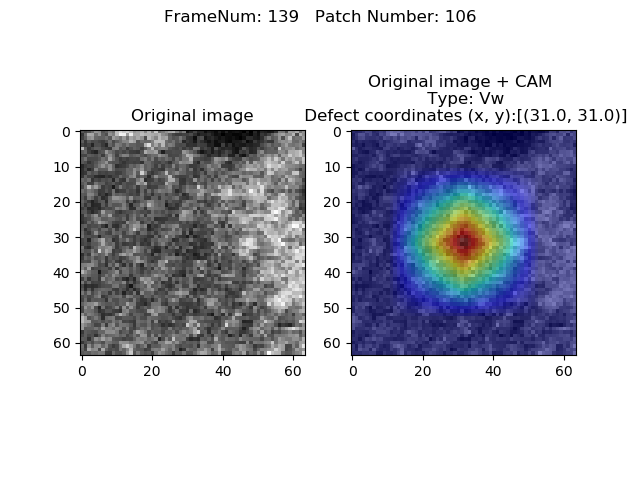 FrameNum: 139   Patch Number: 106
Original image
Original image + CAM
Type: Vw
Defect coordinates (x, y):[(31.0, 31.0)]
0
10
20
30
40
50
60
0 20 40 60
0
10
20
30
40
50
60
0 20 40 60